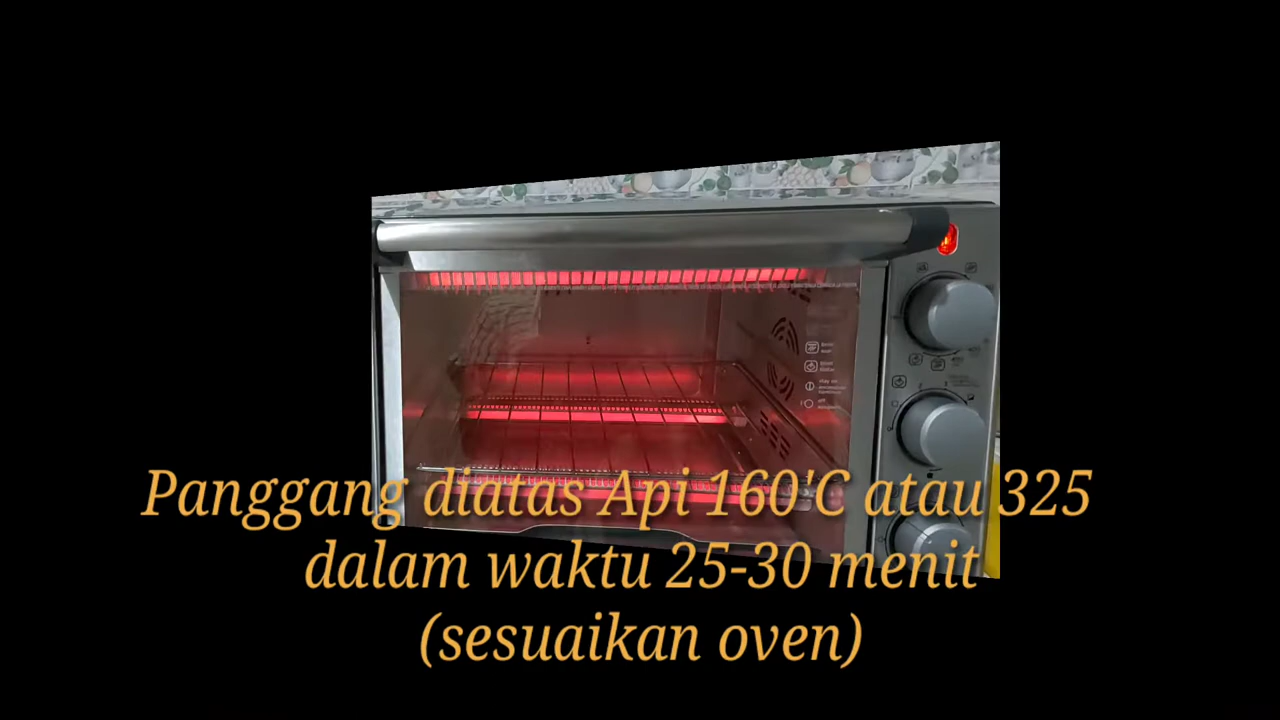 Panggang diatas Api 160'C atau 325
dalam waktu 25-30 menit
(sesuaikan oven)